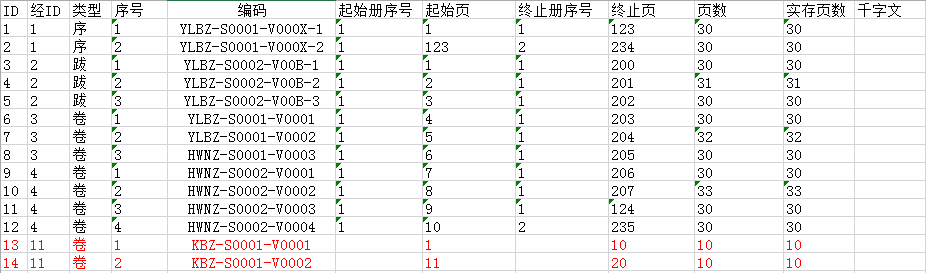 ID 经ID 类型 序号 编码 起始册序号 起始页 终止册序号 终止页 页数 实存页数 千字文
1 1 序 1 YLBZ-S0001-V000X-1 1 1 1 123 30 30
2 1 序 2 YLBZ-S0001-V000X-2 1 123 2 234 30 30
3 2 跋 1 YLBZ-S0002-V00B-1 1 1 1 200 30 30
4 2 跋 2 YLBZ-S0002-V00B-2 1 2 1 201 31 31
5 2 跋 3 YLBZ-S0002-V00B-3 1 3 1 202 30 30
6 3 卷 1 YLBZ-S0001-V0001 1 4 1 203 30 30
7 3 卷 2 YLBZ-S0001-V0002 1 5 1 204 32 32
8 3 卷 3 HWNZ-S0001-V0003 1 6 1 205 30 30
9 4 卷 1 HWNZ-S0002-V0001 1 7 1 206 30 30
10 4 卷 2 HWNZ-S0002-V0002 1 8 1 207 33 33
11 4 卷 3 HWNZ-S0002-V0003 1 9 1 124 30 30
12 4 卷 4 HWNZ-S0002-V0004 1 10 2 235 30 30
13 11 卷 1 KBZ-S0001-V0001 1 10 10 10
14 11 卷 2 KBZ-S0001-V0002 11 20 10 10